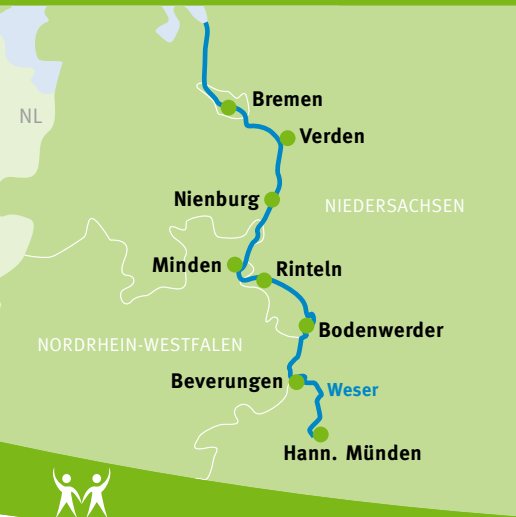 Bremen
NL
Verden
Nienburg
NIEDERSACHSEN
Minden
Rinteln
Bodenwerder
NORDRHEIN-WESTFALEN
Beverungen
Weser
Hann. Münden